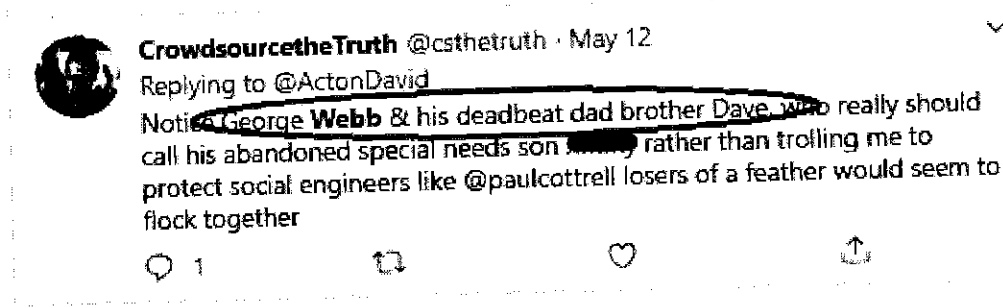 CrowdsourcetheTruth @csthetruth · May 12
Replying to @ActonDavid
Notice George Webb & his deadbeat dad brother Dave, who really should
call his abandoned special needs son rather than trolling me to
protect social engineers like @paulcottrell losers of a feather would seem to
flock together
1